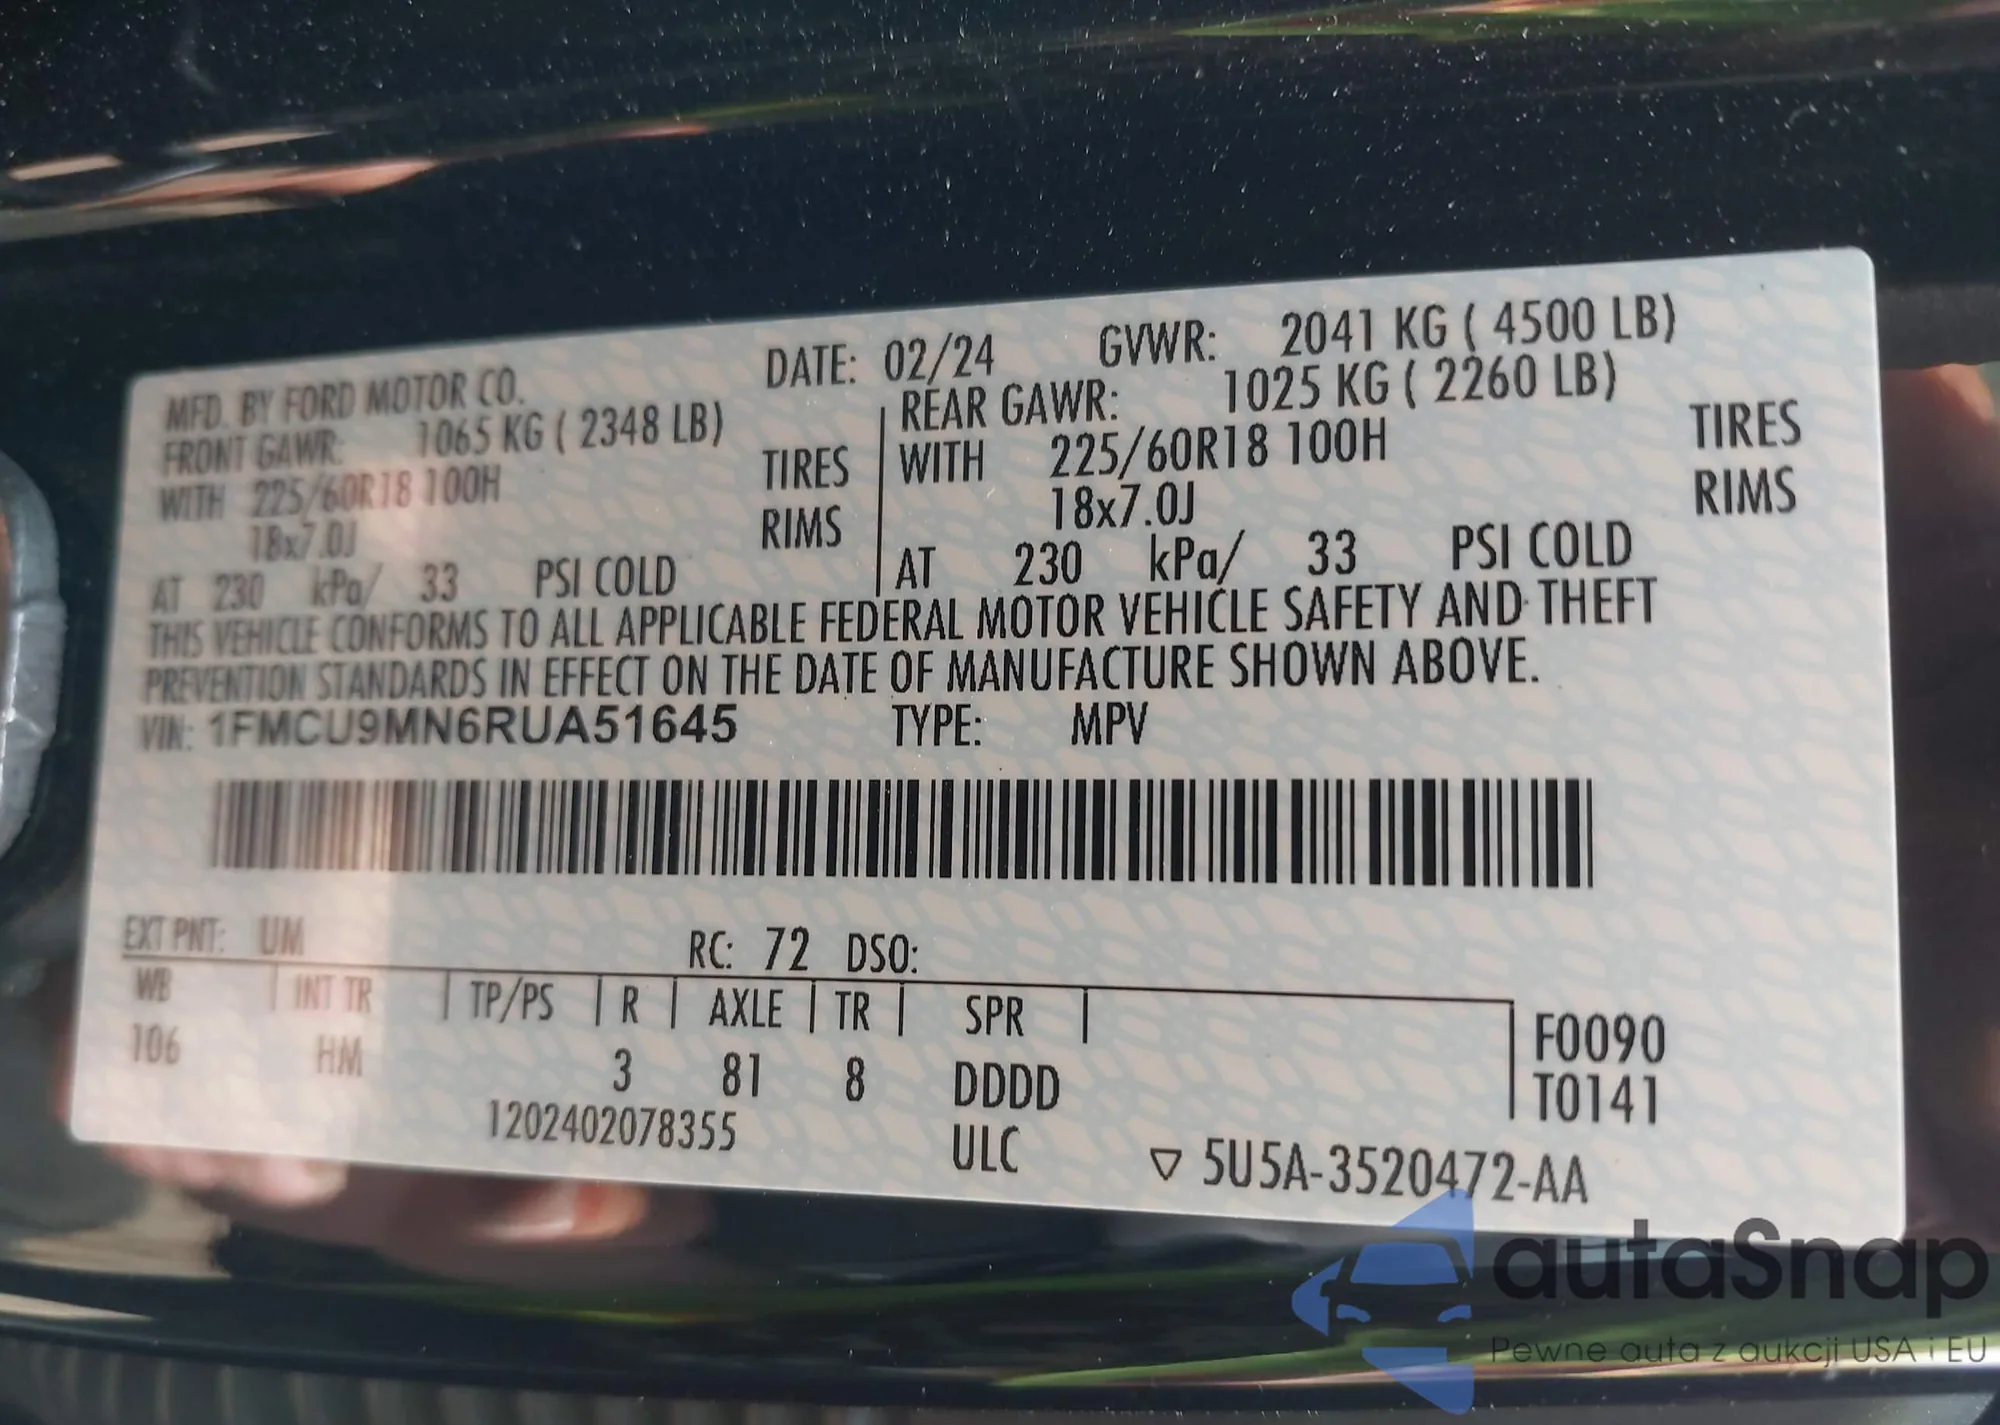 MFD. BY FORD MOTOR CO. DATE: 02/24 GVWR: 2041 KG ( 4500 LB)
FRONT GAWR: 1065 KG ( 2348 LB) REAR GAWR: 1025 KG ( 2260 LB)
WITH 225/60R18 100H TIRES WITH 225/60R18 100H TIRES
18x7.0J RIMS 18x7.0J RIMS
AT 230 kPa/ 33 PSI COLD AT 230 kPa/ 33 PSI COLD
THIS VEHICLE CONFORMS TO ALL APPLICABLE FEDERAL MOTOR VEHICLE SAFETY AND THEFT
PREVENTION STANDARDS IN EFFECT ON THE DATE OF MANUFACTURE SHOWN ABOVE.
VIN: 1FMCU9MN6RUA51645 TYPE: MPV
EXT PNT: UM RC: 72 DSO:
WB INT TR TP/PS R AXLE TR SPR F0090
106 HM 3 81 8 DDDD T0141
1202402078355 ULC ▽ 5U5A-3520472-AA
autaSnap
Pewne auta z aukcji USA i EU